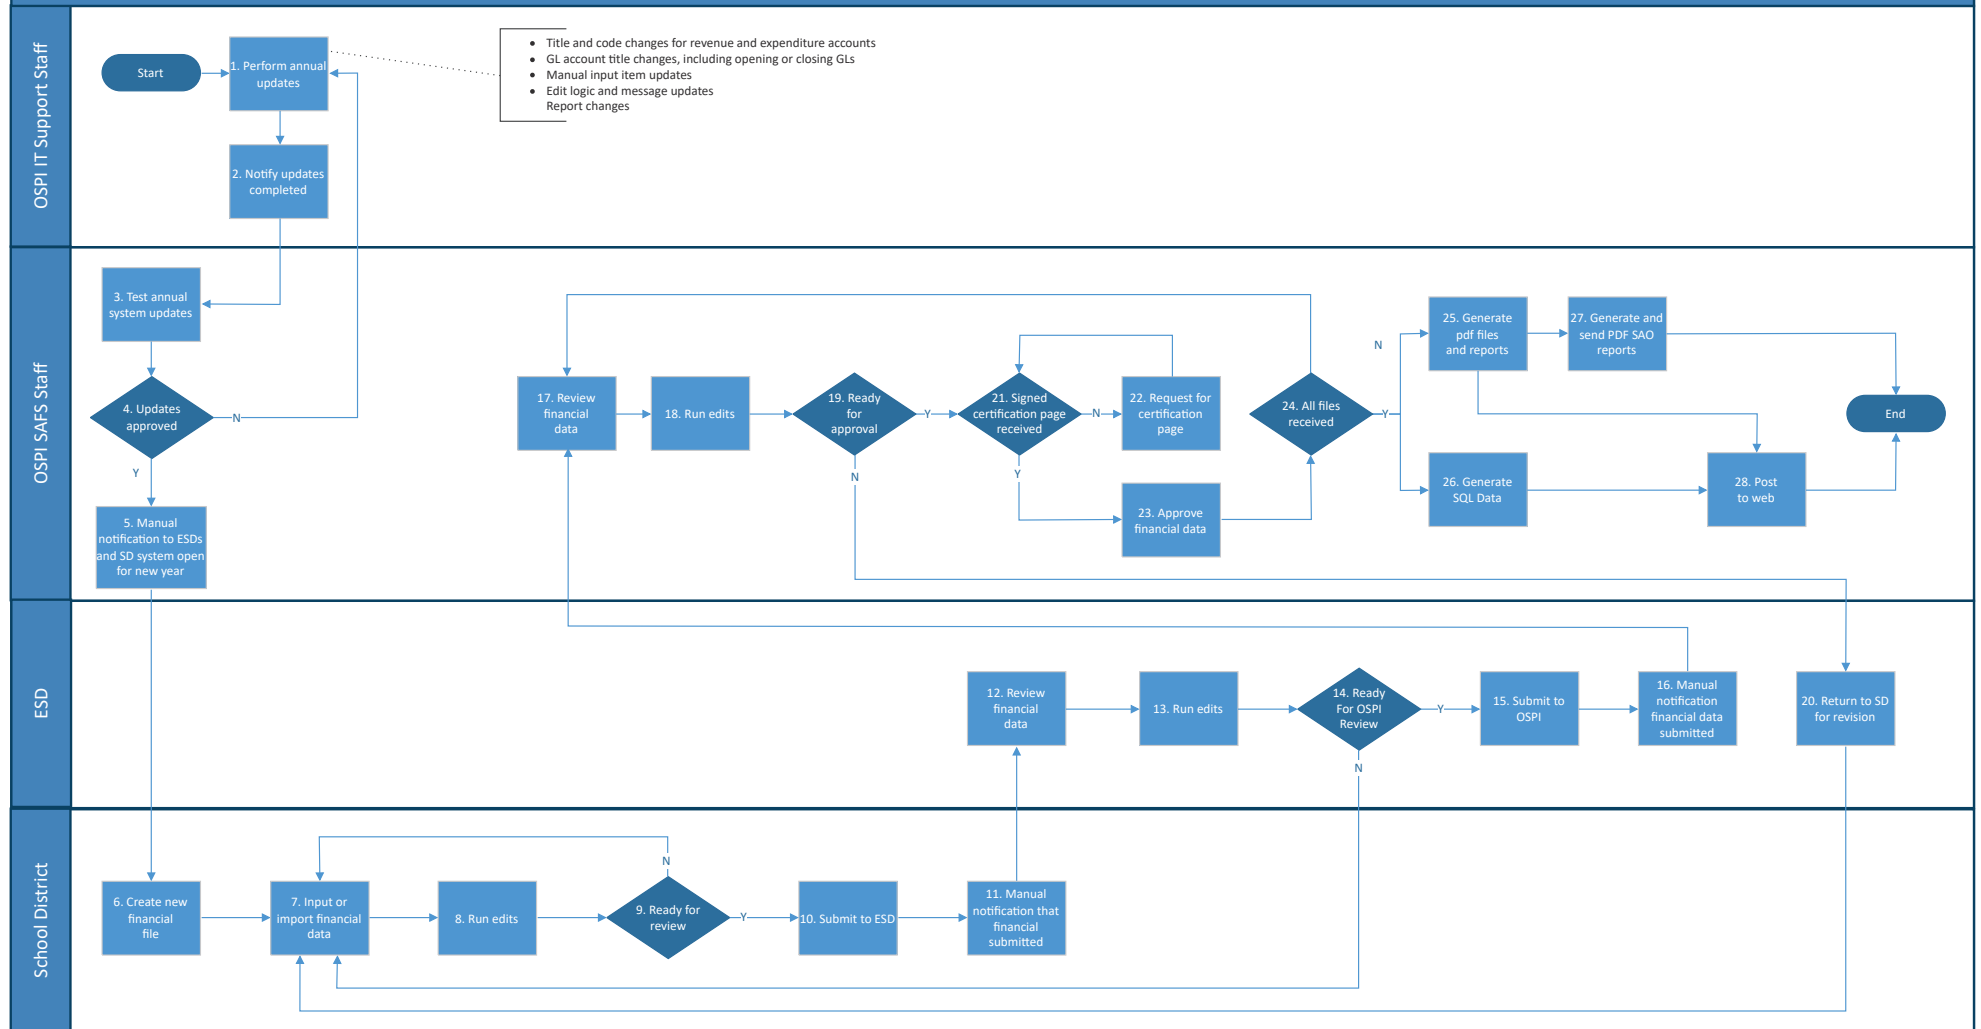 OSPI IT Support Staff
Start
1. Perform annual
updates
• Title and code changes for revenue and expenditure accounts
• GL account title changes, including opening or closing GLs
• Manual input item updates
• Edit logic and message updates
Report changes
2. Notify updates
completed
OSPI SAFS Staff
3. Test annual
system updates
4. Updates
approved
N
Y
5. Manual
notification to ESDs
and SD system open
for new year
17. Review
financial
data
18. Run edits
19. Ready
for
approval
Y
N
21. Signed
certification page
received
N
Y
22. Request for
certification
page
23. Approve
financial data
24. All files
received
Y
N
25. Generate
pdf files
and reports
27. Generate and
send PDF SAO
reports
26. Generate
SQL Data
28. Post
to web
End
ESD
12. Review
financial
data
13. Run edits
14. Ready
For OSPI
Review
Y
N
15. Submit to
OSPI
16. Manual
notification
financial data
submitted
20. Return to SD
for revision
School District
6. Create new
financial
file
7. Input or
import financial
data
8. Run edits
N
9. Ready for
review
Y
10. Submit to ESD
11. Manual
notification that
financial
submitted